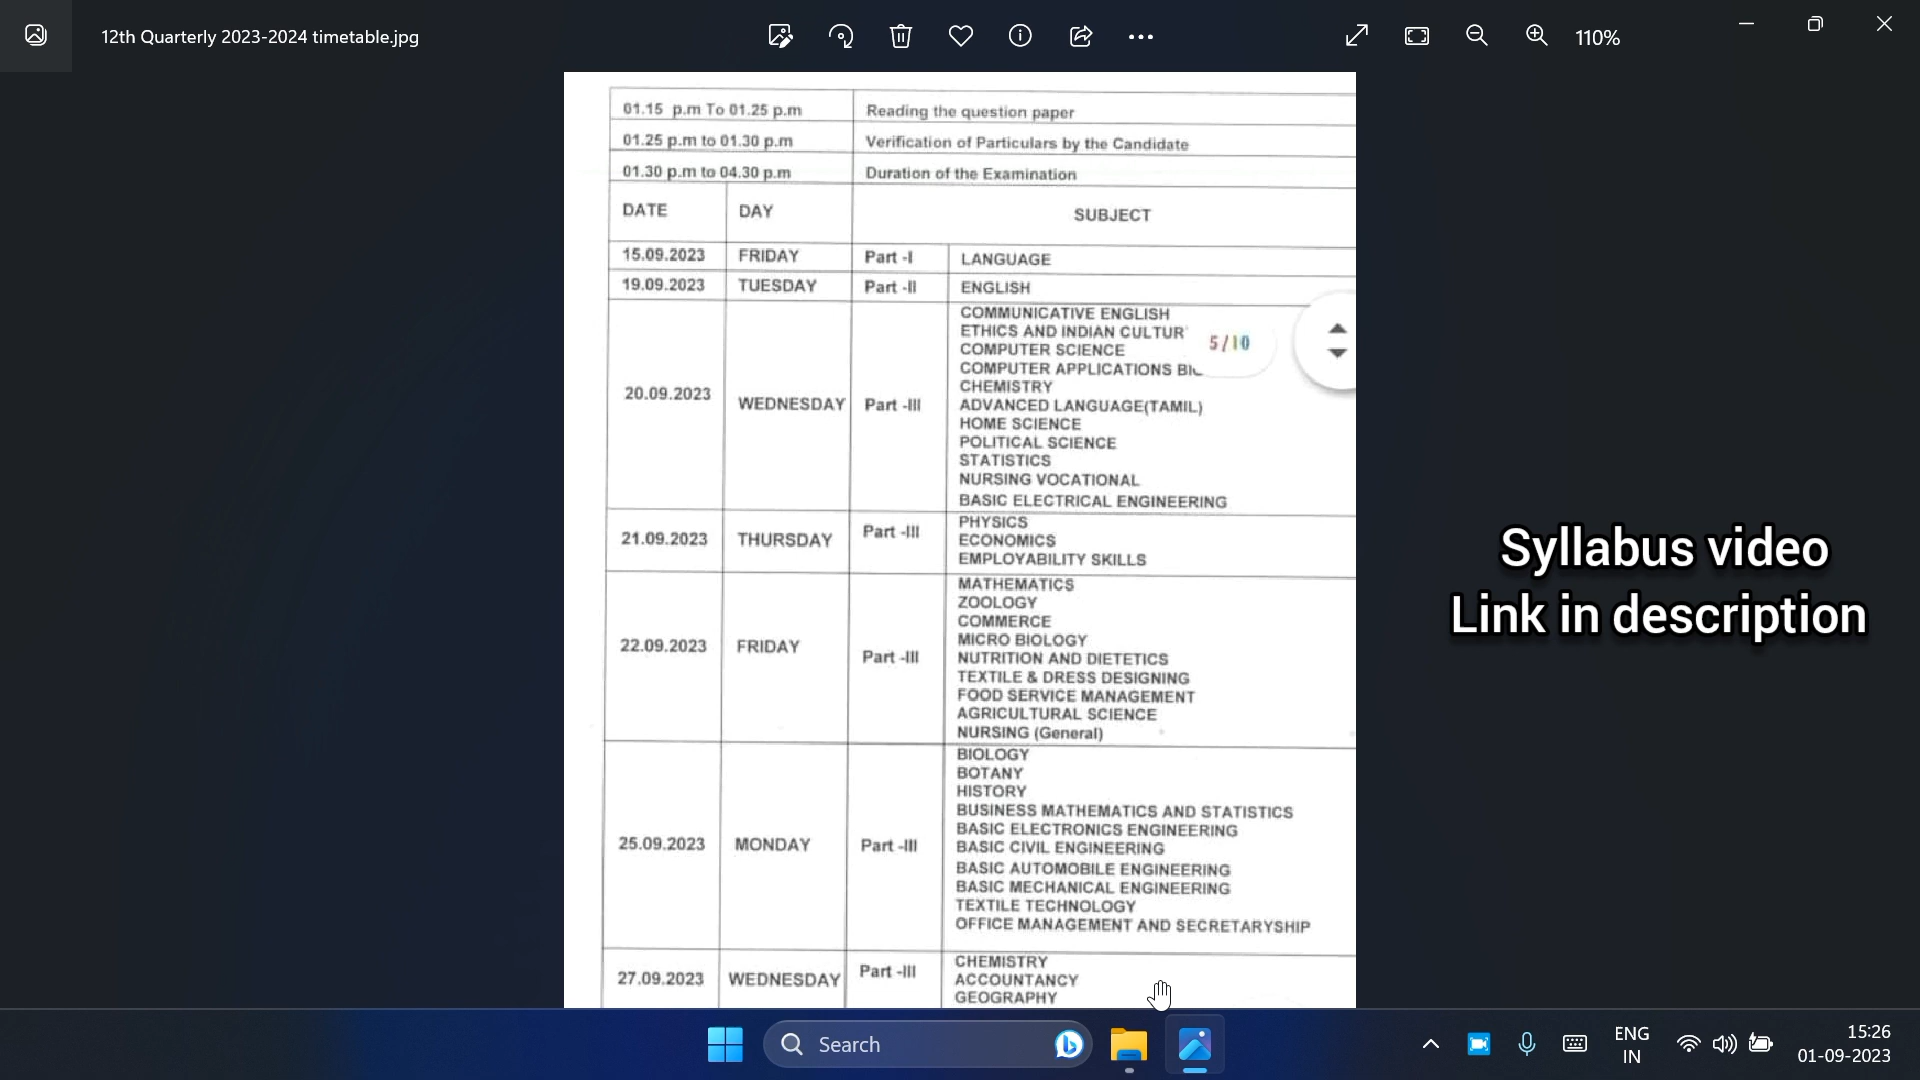 12th Quarterly 2023-2024 timetable.jpg
110%
01.15 p.m To 01.25 p.m Reading the question paper
01.25 p.m to 01.30 p.m Verification of Particulars by the Candidate
01.30 p.m to 04.30 p.m Duration of the Examination
DATE DAY SUBJECT
15.09.2023 FRIDAY Part -I LANGUAGE
19.09.2023 TUESDAY Part -II ENGLISH
20.09.2023 WEDNESDAY Part -III
COMMUNICATIVE ENGLISH
ETHICS AND INDIAN CULTUR
5/10
COMPUTER SCIENCE
COMPUTER APPLICATIONS
CHEMISTRY
ADVANCED LANGUAGE(TAMIL)
HOME SCIENCE
POLITICAL SCIENCE
STATISTICS
NURSING VOCATIONAL
BASIC ELECTRICAL ENGINEERING
21.09.2023 THURSDAY Part -III
PHYSICS
ECONOMICS
EMPLOYABILITY SKILLS
22.09.2023 FRIDAY Part -III
MATHEMATICS
ZOOLOGY
COMMERCE
MICRO BIOLOGY
NUTRITION AND DIETETICS
TEXTILE & DRESS DESIGNING
FOOD SERVICE MANAGEMENT
AGRICULTURAL SCIENCE
NURSING (General)
25.09.2023 MONDAY Part -III
BIOLOGY
BOTANY
HISTORY
BUSINESS MATHEMATICS AND STATISTICS
BASIC ELECTRONICS ENGINEERING
BASIC CIVIL ENGINEERING
BASIC AUTOMOBILE ENGINEERING
BASIC MECHANICAL ENGINEERING
TEXTILE TECHNOLOGY
OFFICE MANAGEMENT AND SECRETARYSHIP
27.09.2023 WEDNESDAY Part -III
CHEMISTRY
ACCOUNTANCY
GEOGRAPHY
Syllabus video
Link in description
Search
ENG
IN
15:26
01-09-2023